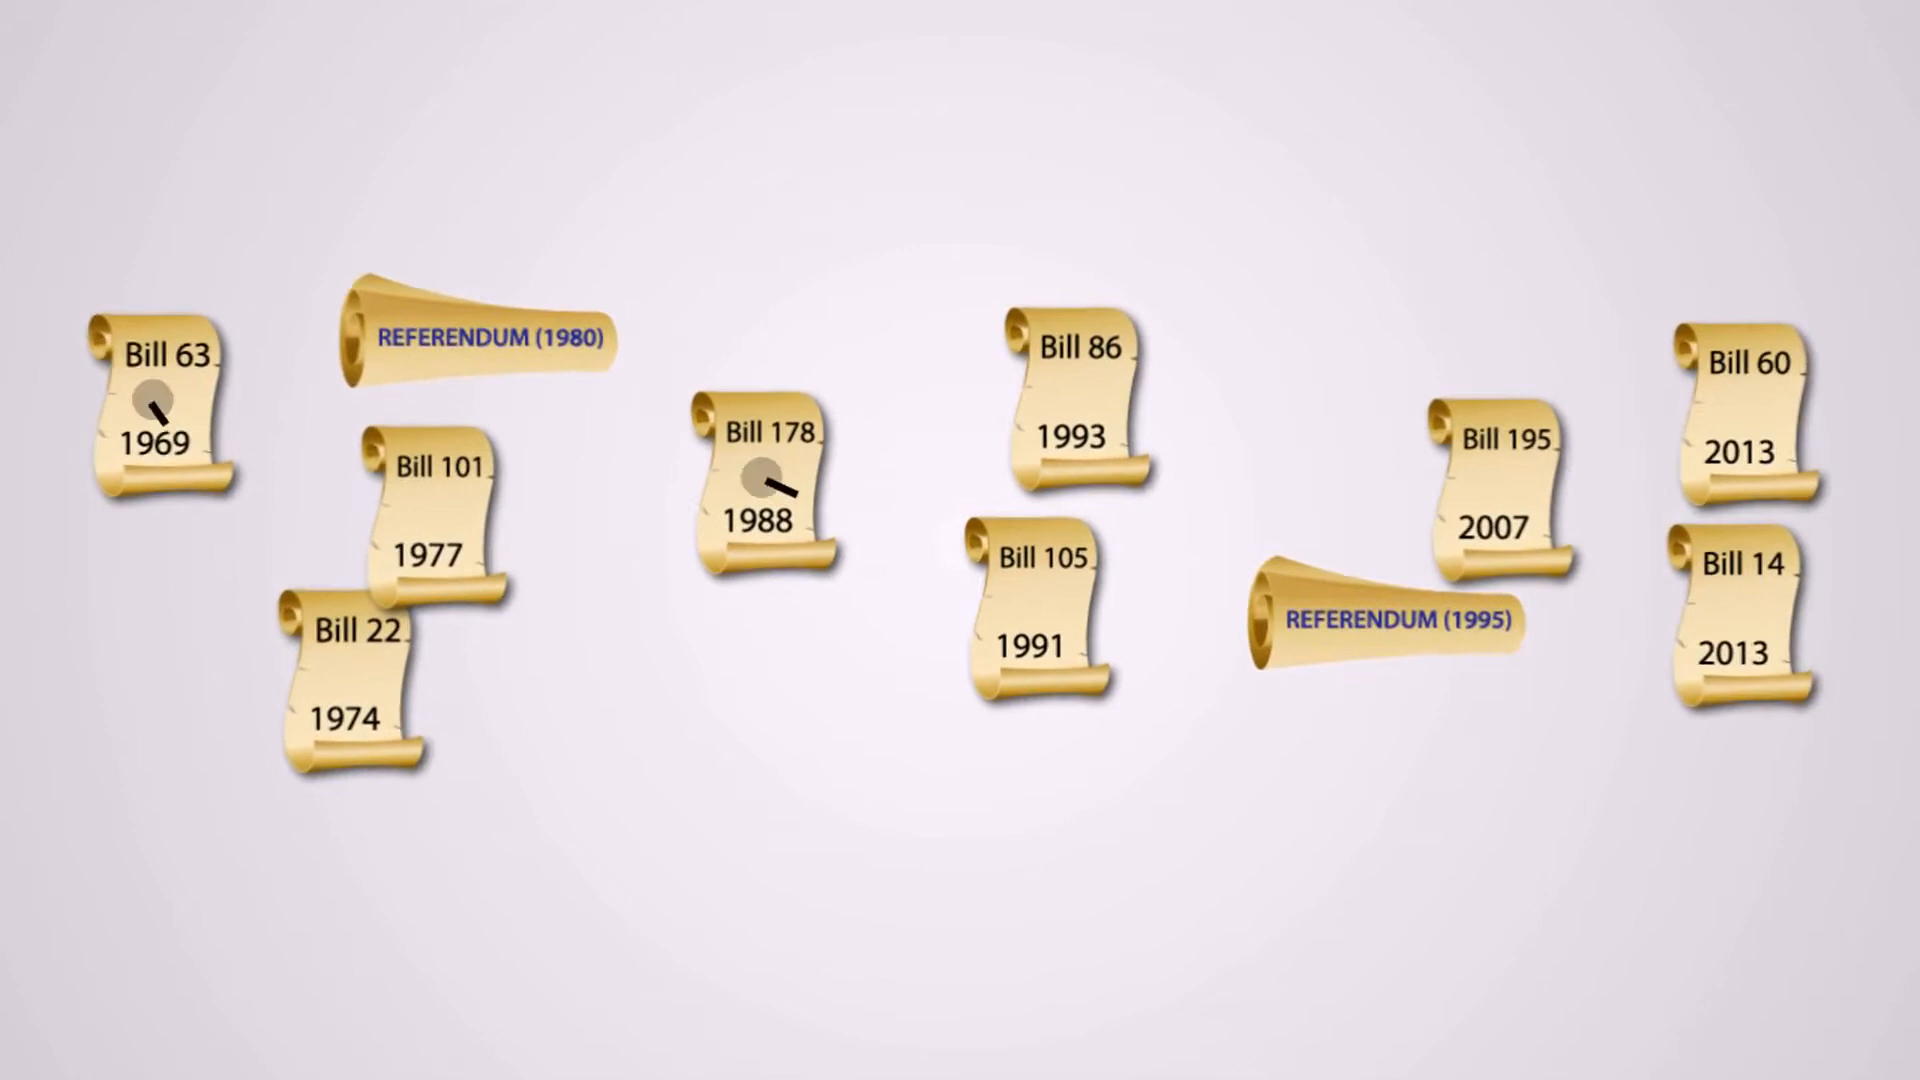 Bill 63
1969
REFERENDUM (1980)
Bill 101
1977
Bill 22
1974
Bill 178
1988
Bill 86
1993
Bill 105
1991
Bill 195
2007
REFERENDUM (1995)
Bill 60
2013
Bill 14
2013